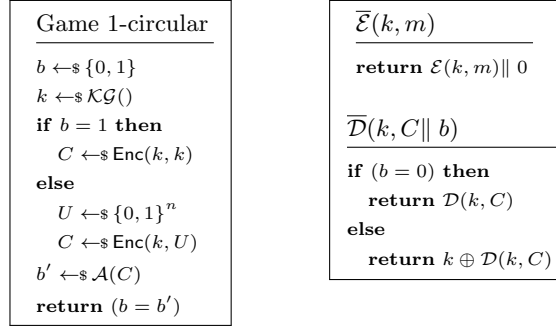 Game 1-circular
b ←$ {0, 1}
k ←$ 𝒦𝒢()
if b = 1 then
C ←$ Enc(k, k)
else
U ←$ {0, 1}ⁿ
C ←$ Enc(k, U)
b′ ←$ 𝒜(C)
return (b = b′)
ℰ̅(k, m)
return ℰ(k, m)‖ 0
𝒟̅(k, C‖ b)
if (b = 0) then
return 𝒟(k, C)
else
return k ⊕ 𝒟(k, C)